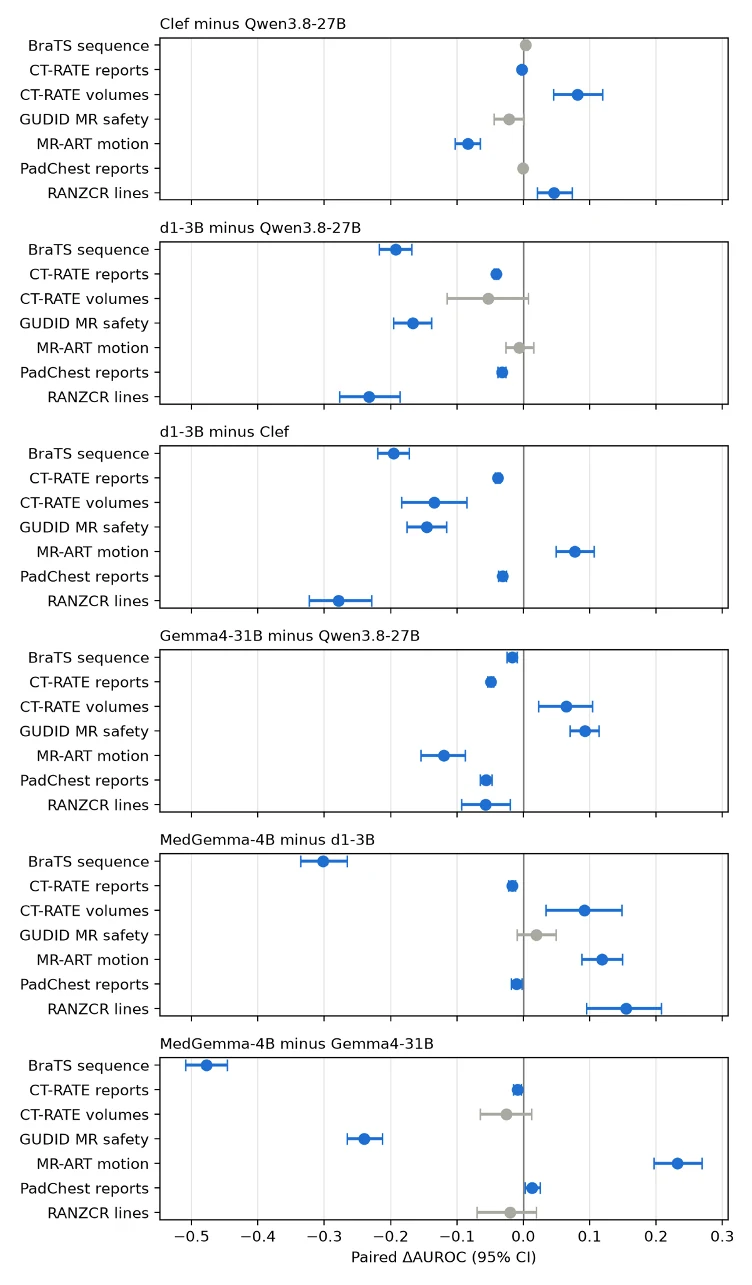 Clef minus Qwen3.8-27B
BraTS sequence
CT-RATE reports
CT-RATE volumes
GUDID MR safety
MR-ART motion
PadChest reports
RANZCR lines
d1-3B minus Qwen3.8-27B
BraTS sequence
CT-RATE reports
CT-RATE volumes
GUDID MR safety
MR-ART motion
PadChest reports
RANZCR lines
d1-3B minus Clef
BraTS sequence
CT-RATE reports
CT-RATE volumes
GUDID MR safety
MR-ART motion
PadChest reports
RANZCR lines
Gemma4-31B minus Qwen3.8-27B
BraTS sequence
CT-RATE reports
CT-RATE volumes
GUDID MR safety
MR-ART motion
PadChest reports
RANZCR lines
MedGemma-4B minus d1-3B
BraTS sequence
CT-RATE reports
CT-RATE volumes
GUDID MR safety
MR-ART motion
PadChest reports
RANZCR lines
MedGemma-4B minus Gemma4-31B
BraTS sequence
CT-RATE reports
CT-RATE volumes
GUDID MR safety
MR-ART motion
PadChest reports
RANZCR lines
−0.5 −0.4 −0.3 −0.2 −0.1 0.0 0.1 0.2 0.3
Paired ΔAUROC (95% CI)